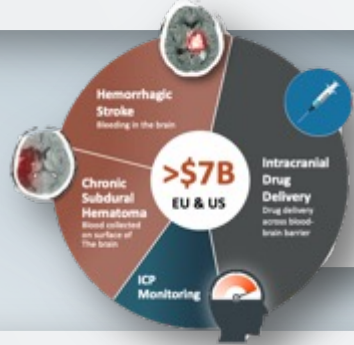 Hemorrhagic
Stroke
Bleeding in the brain
Chronic
Subdural
Hematoma
Blood collected
on surface of
The brain
>$7B
EU & US
Intracranial
Drug
Delivery
Drug delivery
across blood-
brain barrier
ICP
Monitoring